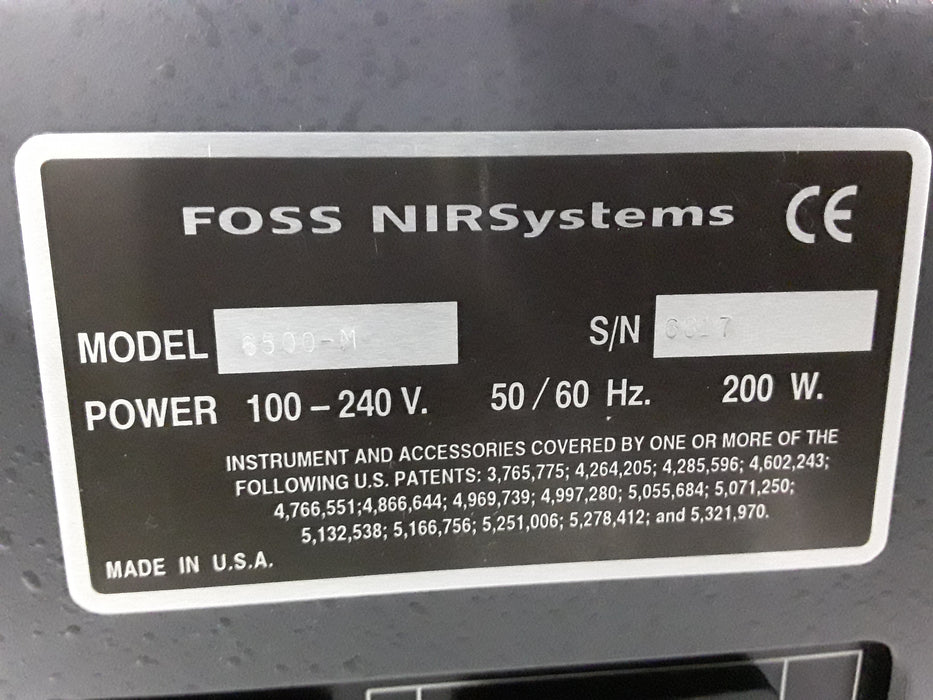 FOSS NIRSystems CE
MODEL 6500-M S/N
POWER 100 – 240 V. 50 / 60 Hz. 200 W.
INSTRUMENT AND ACCESSORIES COVERED BY ONE OR MORE OF THE
FOLLOWING U.S. PATENTS: 3,765,775; 4,264,205; 4,285,596; 4,602,243;
4,766,551;4,866,644; 4,969,739; 4,997,280; 5,055,684; 5,071,250;
5,132,538; 5,166,756; 5,251,006; 5,278,412; and 5,321,970.
MADE IN U.S.A.